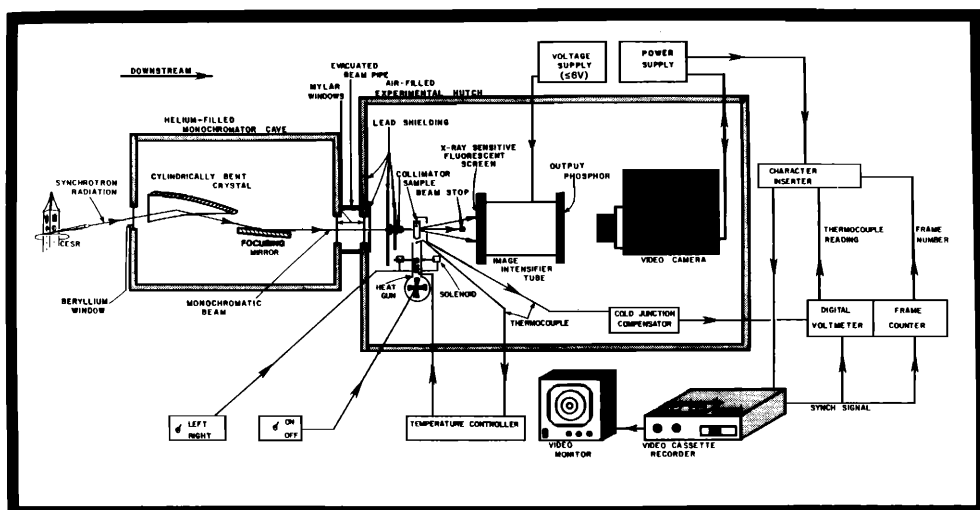 VOLTAGE
SUPPLY
(≤6V)
POWER
SUPPLY
DOWNSTREAM
EVACUATED
BEAM PIPE
MYLAR
WINDOWS
AIR-FILLED
EXPERIMENTAL HUTCH
HELIUM-FILLED
MONOCHROMATOR CAVE
LEAD SHIELDING
X-RAY SENSITIVE
FLUORESCENT
SCREEN
OUTPUT
PHOSPHOR
CYLINDRICALLY BENT
CRYSTAL
COLLIMATOR
SAMPLE
BEAM STOP
SYNCHROTRON
RADIATION
CHARACTER
INSERTER
CESR
FOCUSING
MIRROR
THERMOCOUPLE
READING
FRAME
NUMBER
IMAGE
INTENSIFIER
TUBE
VIDEO CAMERA
BERYLLIUM
WINDOW
MONOCHROMATIC
BEAM
HEAT
GUN
SOLENOID
THERMOCOUPLE
COLD JUNCTION
COMPENSATOR
DIGITAL
VOLTMETER
FRAME
COUNTER
SYNCH SIGNAL
LEFT
RIGHT
ON
OFF
TEMPERATURE CONTROLLER
VIDEO
MONITOR
VIDEO CASSETTE
RECORDER